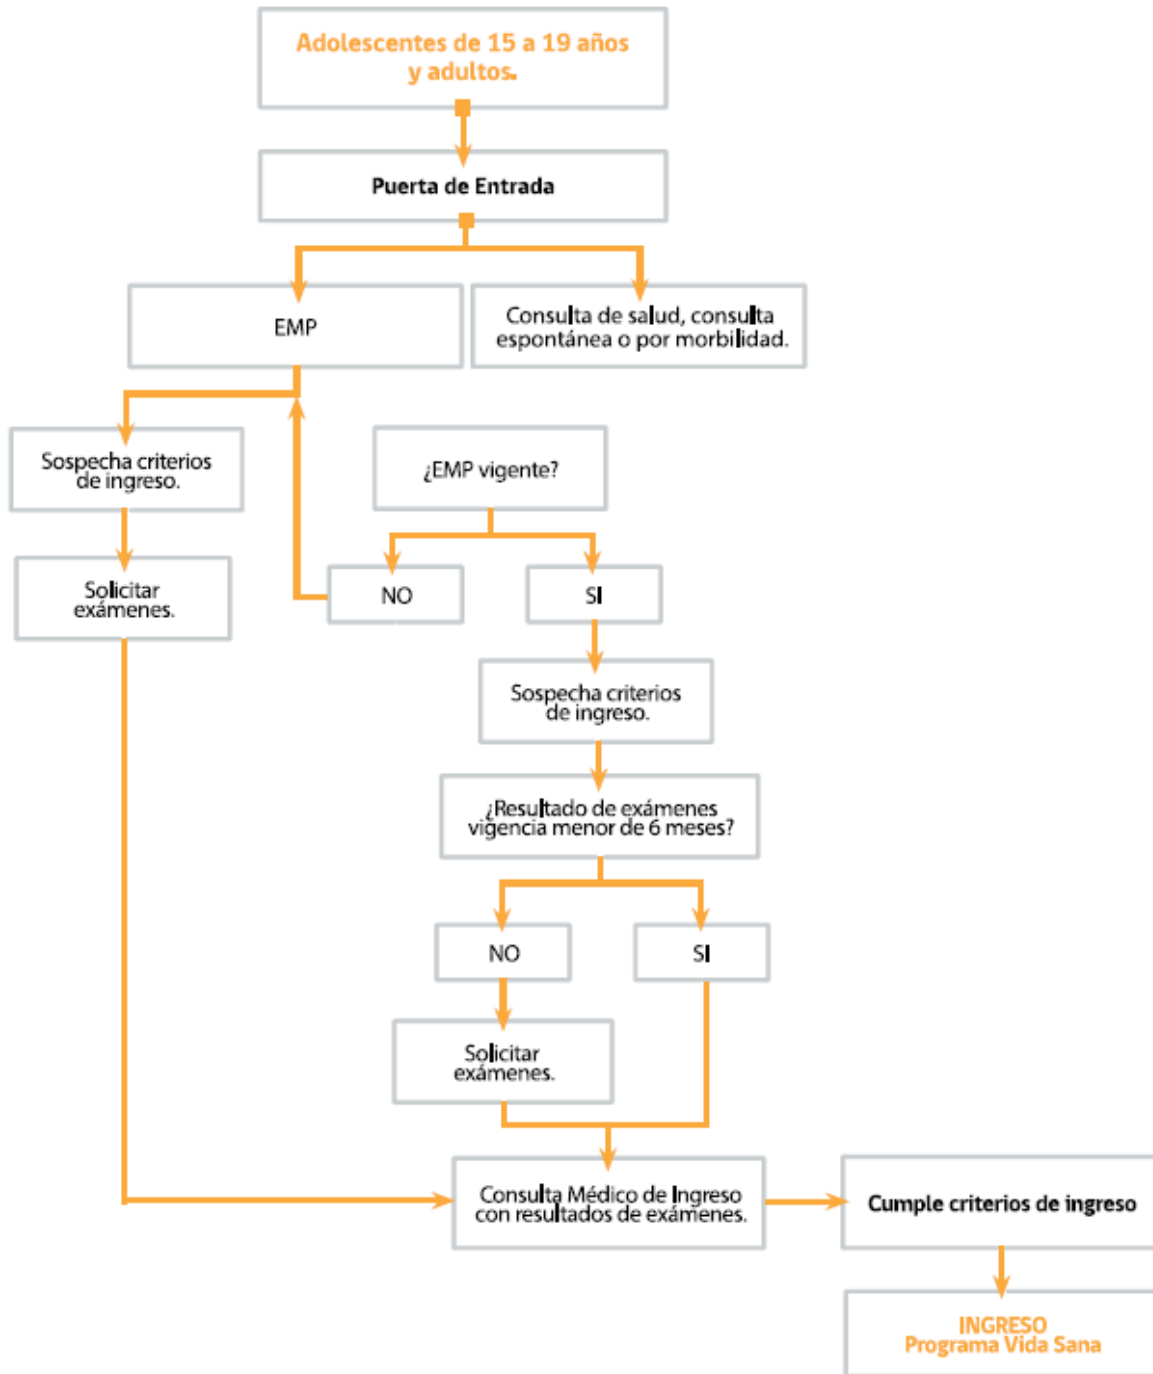 Adolescentes de 15 a 19 años
y adultos.
Puerta de Entrada
EMP
Consulta de salud, consulta
espontánea o por morbilidad.
Sospecha criterios
de ingreso.
¿EMP vigente?
Solicitar
exámenes.
NO
SI
Sospecha criterios
de ingreso.
¿Resultado de exámenes
vigencia menor de 6 meses?
NO
SI
Solicitar
exámenes.
Consulta Médico de Ingreso
con resultados de exámenes.
Cumple criterios de ingreso
INGRESO
Programa Vida Sana